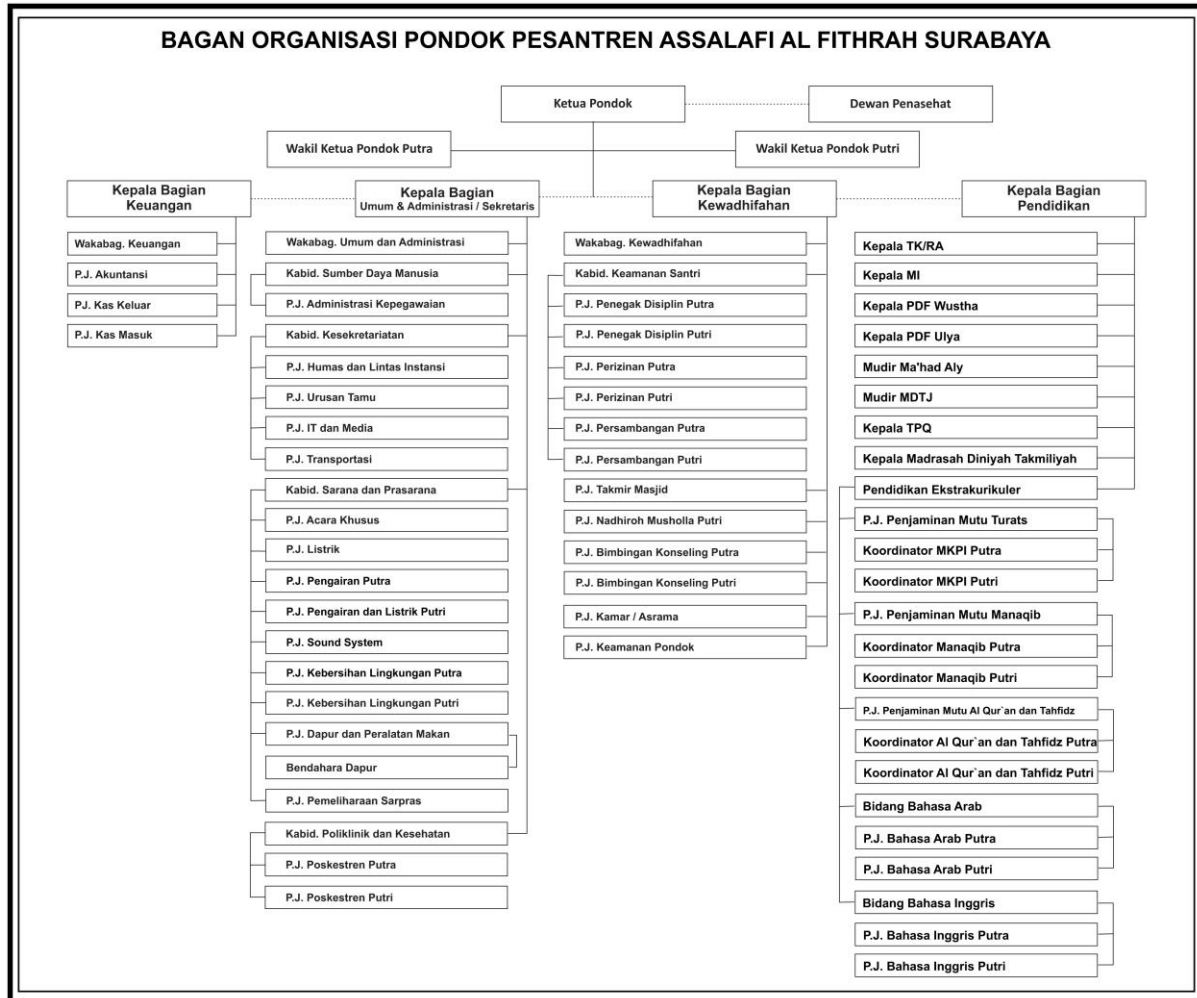 BAGAN ORGANISASI PONDOK PESANTREN ASSALAFI AL FITHRAH SURABAYA
Ketua Pondok
Dewan Penasehat
Wakil Ketua Pondok Putra
Wakil Ketua Pondok Putri
Kepala Bagian
Keuangan
Wakabag. Keuangan
P.J. Akuntansi
PJ. Kas Keluar
P.J. Kas Masuk
Kepala Bagian
Umum & Administrasi / Sekretaris
Wakabag. Umum dan Administrasi
Kabid. Sumber Daya Manusia
P.J. Administrasi Kepegawaian
Kabid. Kesekretariatan
P.J. Humas dan Lintas Instansi
P.J. Urusan Tamu
P.J. IT dan Media
P.J. Transportasi
Kabid. Sarana dan Prasarana
P.J. Acara Khusus
P.J. Listrik
P.J. Pengairan Putra
P.J. Pengairan dan Listrik Putri
P.J. Sound System
P.J. Kebersihan Lingkungan Putra
P.J. Kebersihan Lingkungan Putri
P.J. Dapur dan Peralatan Makan
Bendahara Dapur
P.J. Pemeliharaan Sarpras
Kabid. Poliklinik dan Kesehatan
P.J. Poskestren Putra
P.J. Poskestren Putri
Kepala Bagian
Kewadhifahan
Wakabag. Kewadhifahan
Kabid. Keamanan Santri
P.J. Penegak Disiplin Putra
P.J. Penegak Disiplin Putri
P.J. Perizinan Putra
P.J. Perizinan Putri
P.J. Persambangan Putra
P.J. Persambangan Putri
P.J. Takmir Masjid
P.J. Nadhiroh Musholla Putri
P.J. Bimbingan Konseling Putra
P.J. Bimbingan Konseling Putri
P.J. Kamar / Asrama
P.J. Keamanan Pondok
Kepala Bagian
Pendidikan
Kepala TK/RA
Kepala MI
Kepala PDF Wustha
Kepala PDF Ulya
Mudir Ma'had Aly
Mudir MDTJ
Kepala TPQ
Kepala Madrasah Diniyah Takmiliyah
Pendidikan Ekstrakurikuler
P.J. Penjaminan Mutu Turats
Koordinator MKPI Putra
Koordinator MKPI Putri
P.J. Penjaminan Mutu Manaqib
Koordinator Manaqib Putra
Koordinator Manaqib Putri
P.J. Penjaminan Mutu Al Qur`an dan Tahfidz
Koordinator Al Qur`an dan Tahfidz Putra
Koordinator Al Qur`an dan Tahfidz Putri
Bidang Bahasa Arab
P.J. Bahasa Arab Putra
P.J. Bahasa Arab Putri
Bidang Bahasa Inggris
P.J. Bahasa Inggris Putra
P.J. Bahasa Inggris Putri